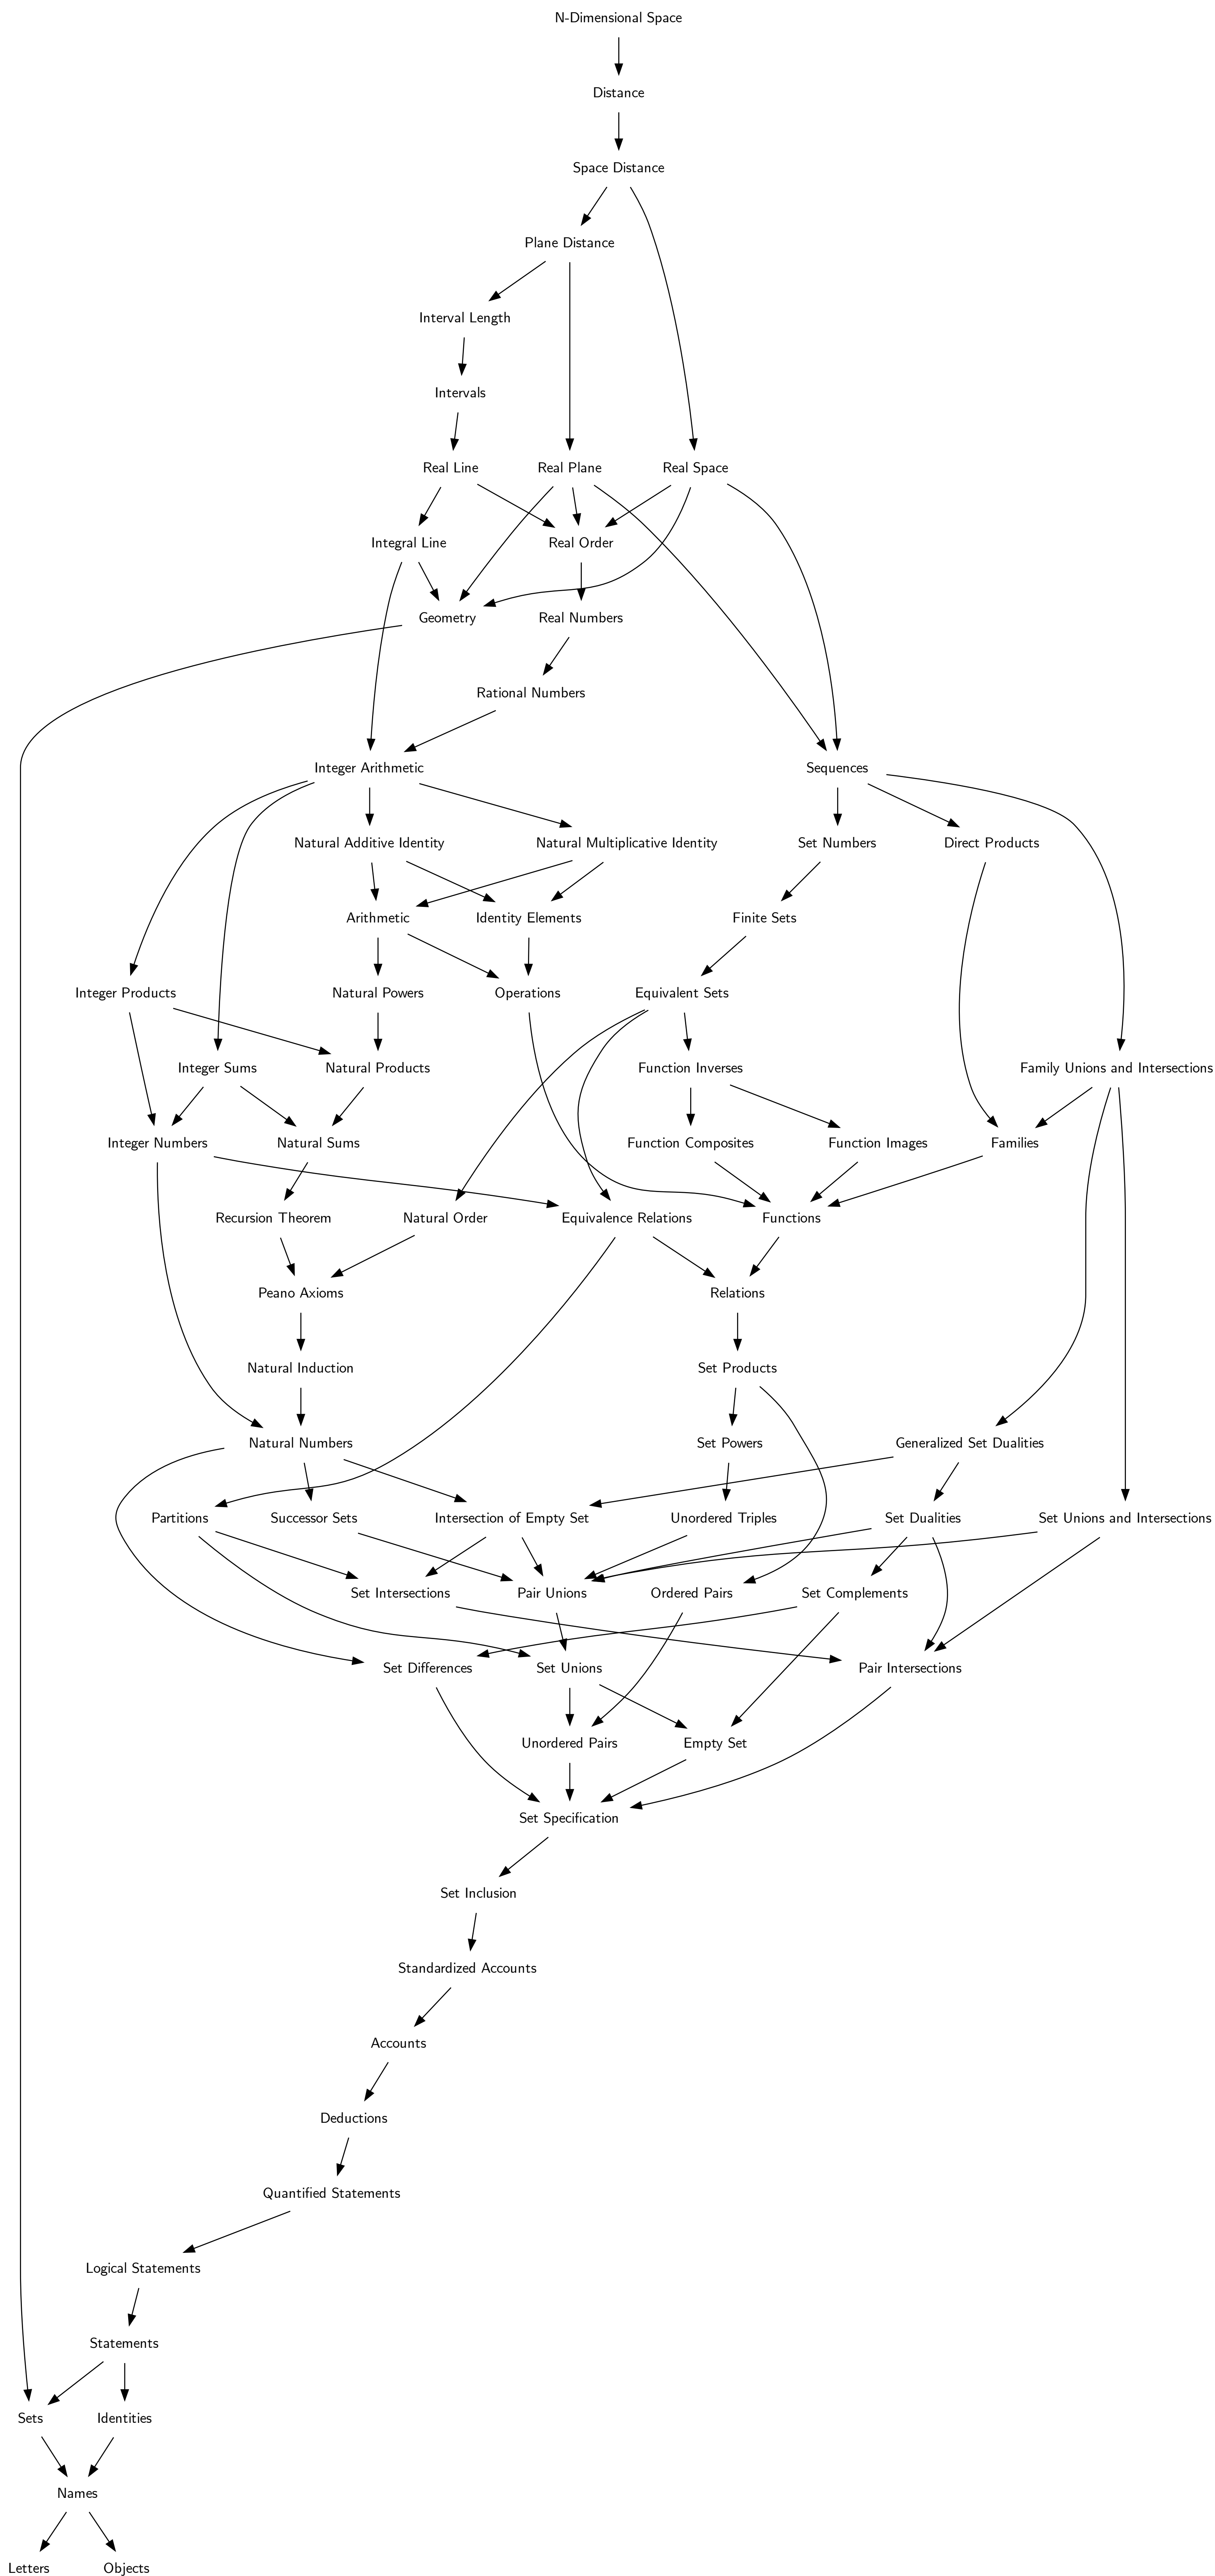 N-Dimensional Space
Distance
Space Distance
Plane Distance
Interval Length
Intervals
Real Line
Real Plane
Real Space
Integral Line
Real Order
Geometry
Real Numbers
Rational Numbers
Integer Arithmetic
Sequences
Natural Additive Identity
Natural Multiplicative Identity
Set Numbers
Direct Products
Arithmetic
Identity Elements
Finite Sets
Integer Products
Natural Powers
Operations
Equivalent Sets
Integer Sums
Natural Products
Function Inverses
Family Unions and Intersections
Integer Numbers
Natural Sums
Function Composites
Function Images
Families
Recursion Theorem
Natural Order
Equivalence Relations
Functions
Peano Axioms
Relations
Natural Induction
Set Products
Natural Numbers
Set Powers
Generalized Set Dualities
Partitions
Successor Sets
Intersection of Empty Set
Unordered Triples
Set Dualities
Set Unions and Intersections
Set Intersections
Pair Unions
Ordered Pairs
Set Complements
Set Differences
Set Unions
Pair Intersections
Unordered Pairs
Empty Set
Set Specification
Set Inclusion
Standardized Accounts
Accounts
Deductions
Quantified Statements
Logical Statements
Statements
Sets
Identities
Names
Letters
Objects